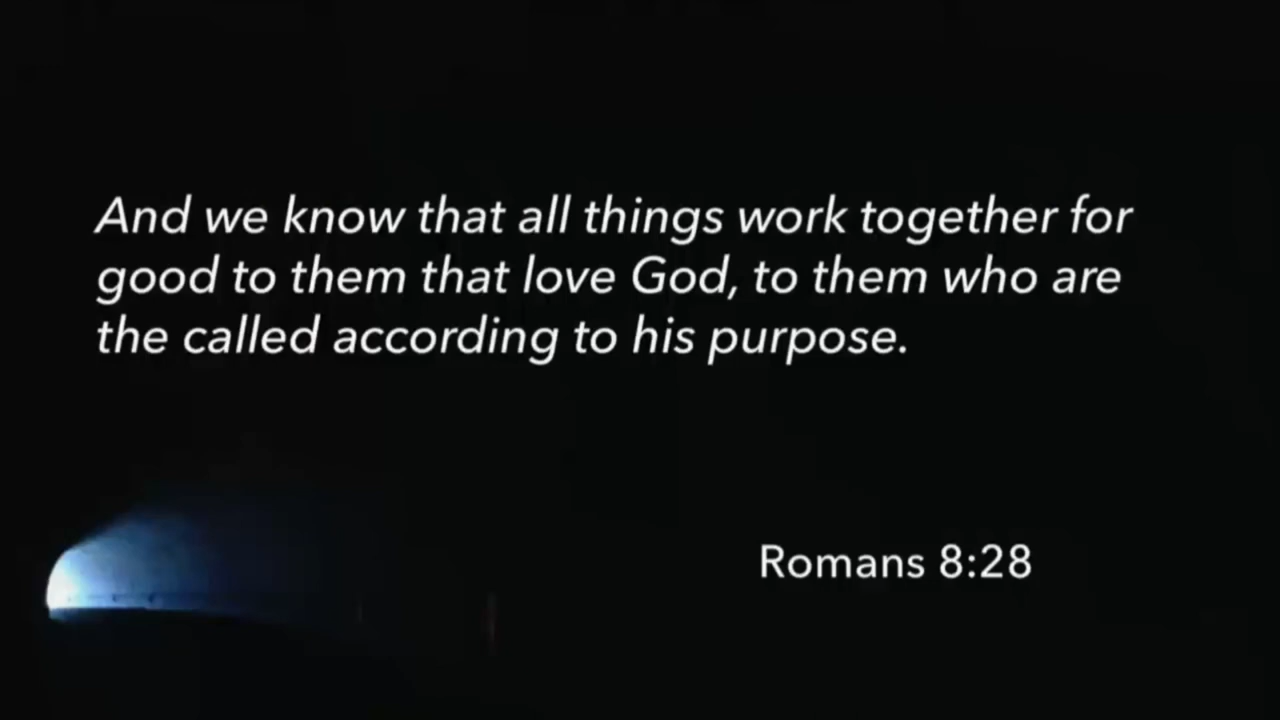 And we know that all things work together for
good to them that love God, to them who are
the called according to his purpose.
Romans 8:28